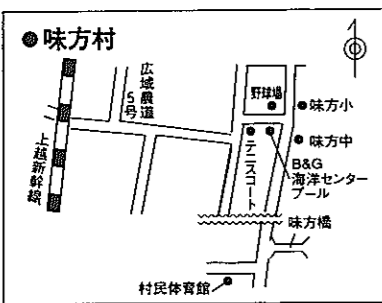 ●味方村
広域農道
5号
上越新幹線
野球場
味方小
味方中
テニスコート
B&G
海洋センター
プール
味方橋
村民体育館